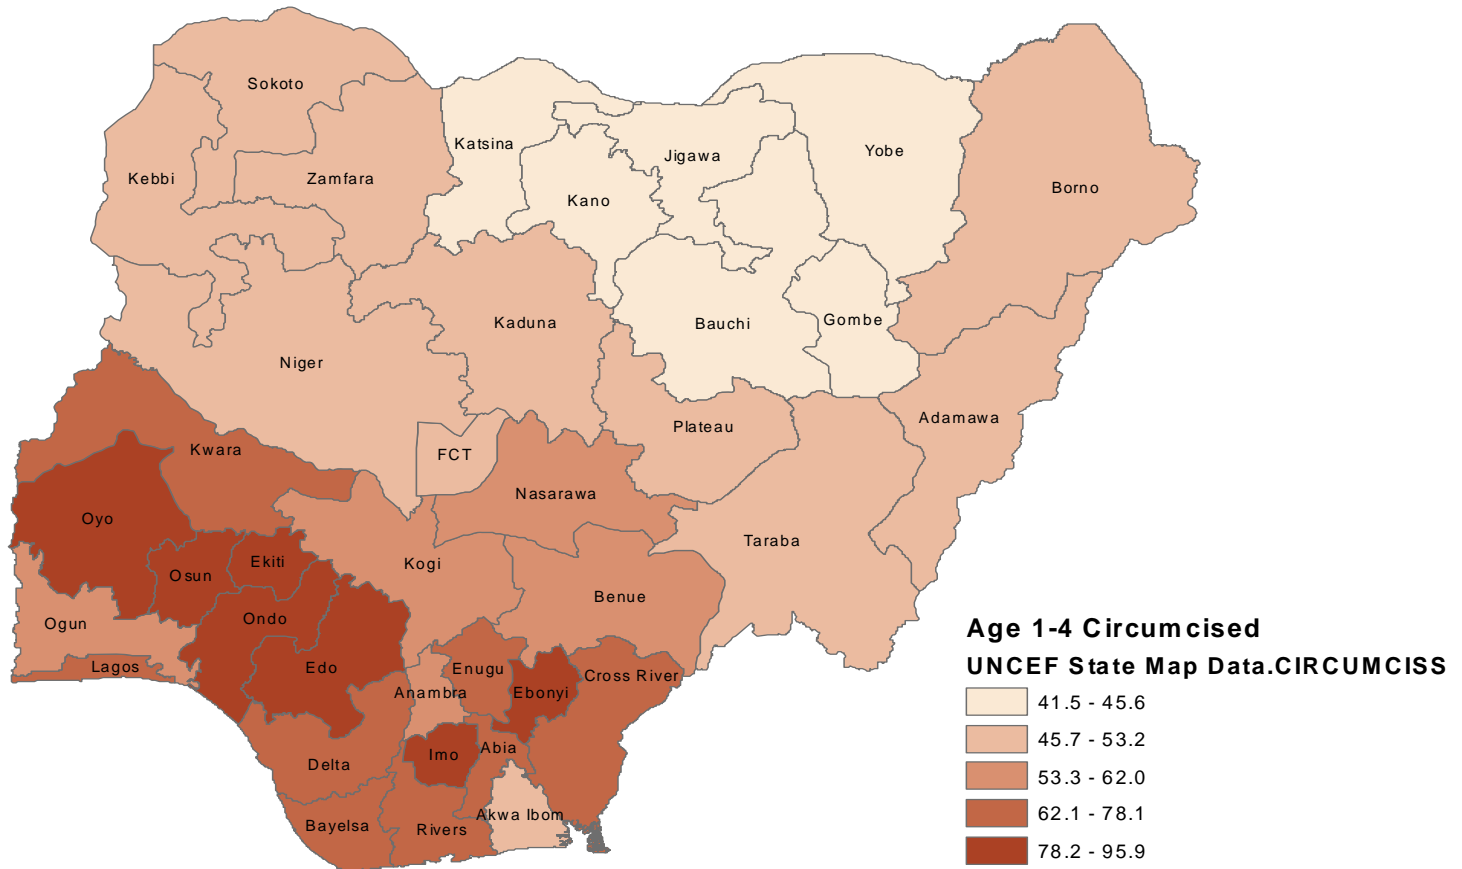 Sokoto
Katsina
Yobe
Jigawa
Kebbi
Zamfara
Borno
Kano
Kaduna
Bauchi
Gombe
Niger
Adamawa
Plateau
Kwara
FCT
Nasarawa
Oyo
Taraba
Kogi
Ekiti
Osun
Benue
Ondo
Ogun
Lagos
Edo
Enugu
Cross River
Anambra
Ebonyi
Abia
Imo
Delta
Akwa Ibom
Bayelsa
Rivers
Age 1-4 Circumcised
UNCEF State Map Data.CIRCUMCISS
41.5 - 45.6
45.7 - 53.2
53.3 - 62.0
62.1 - 78.1
78.2 - 95.9